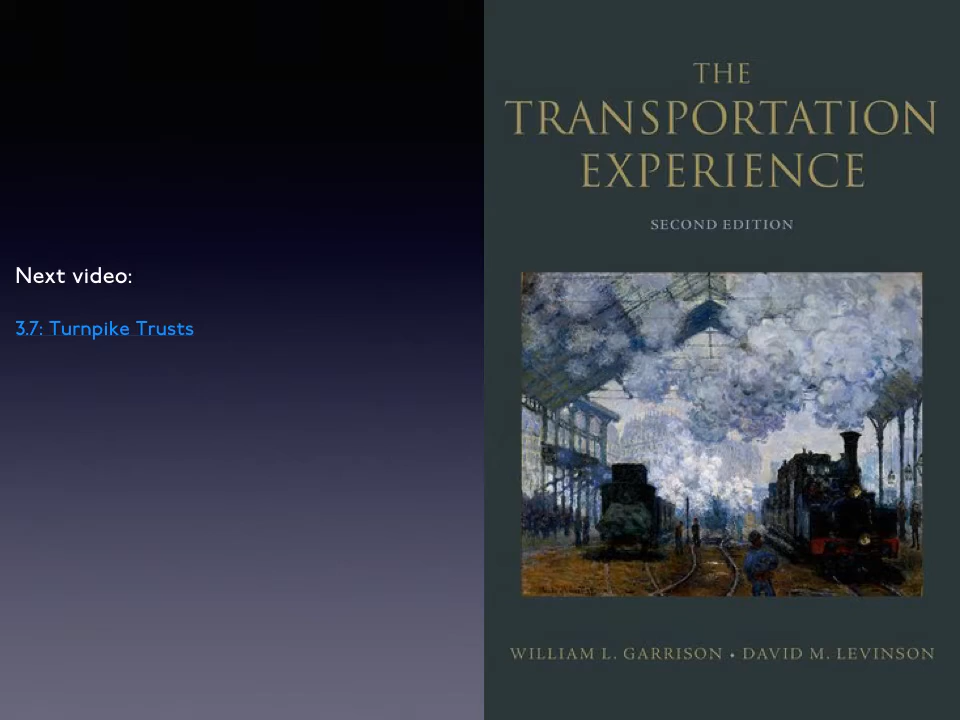 Next video:
3.7: Turnpike Trusts
THE
TRANSPORTATION
EXPERIENCE
SECOND EDITION
WILLIAM L. GARRISON • DAVID M. LEVINSON